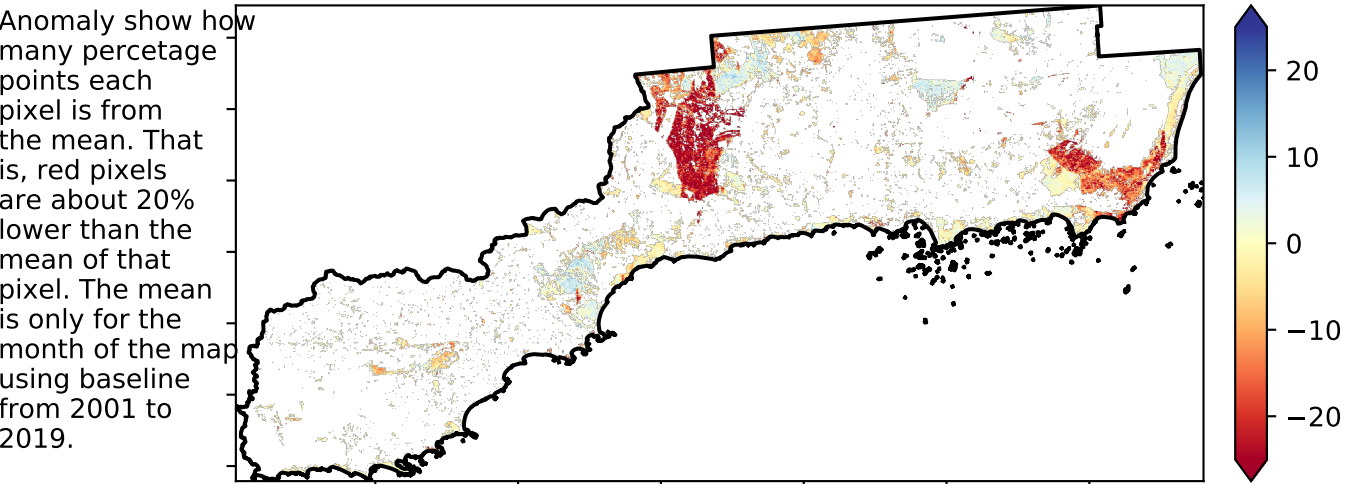 Anomaly show how
many percetage
points each
pixel is from
the mean. That
is, red pixels
are about 20%
lower than the
mean of that
pixel. The mean
is only for the
month of the map
using baseline
from 2001 to
2019.
20
10
0
−10
−20